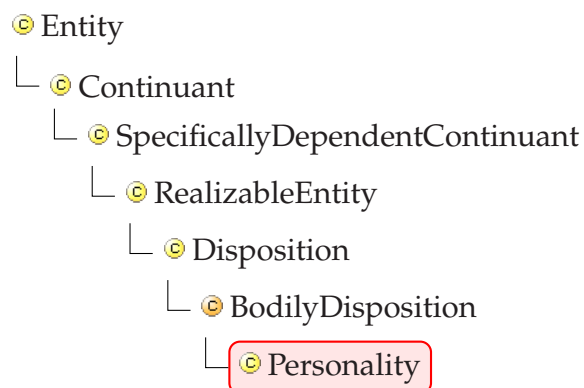 Entity
Continuant
SpecificallyDependentContinuant
RealizableEntity
Disposition
BodilyDisposition
Personality